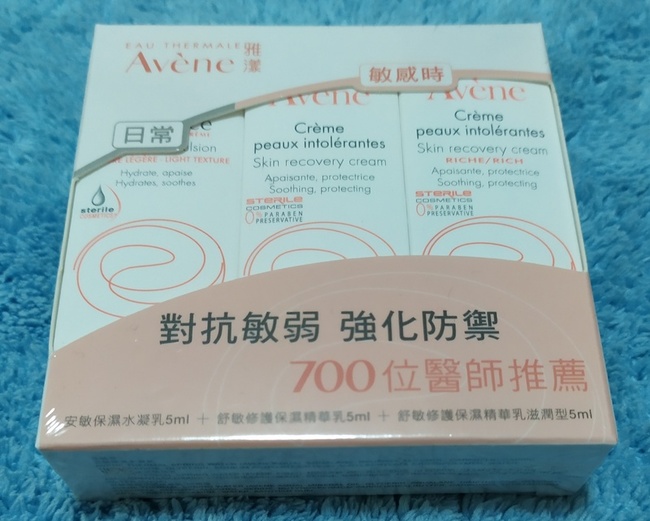 EAU THERMALE
Avène
雅漾
敏感時
日常
LÉGÈRE - LIGHT TEXTURE
Hydrate, apaise
Hydrates, soothes
sterile
COSMETICS
Avène
Crème
peaux intolérantes
Skin recovery cream
Apaisante, protectrice
Soothing, protecting
STERILE
COSMETICS
0% PARABEN
PRESERVATIVE
Avène
Crème
peaux intolérantes
Skin recovery cream
RICHE/RICH
Apaisante, protectrice
Soothing, protecting
STERILE
COSMETICS
0% PARABEN
PRESERVATIVE
對抗敏弱 強化防禦
700位醫師推薦
安敏保濕水凝乳5ml + 舒敏修護保濕精華乳5ml + 舒敏修護保濕精華乳滋潤型5ml